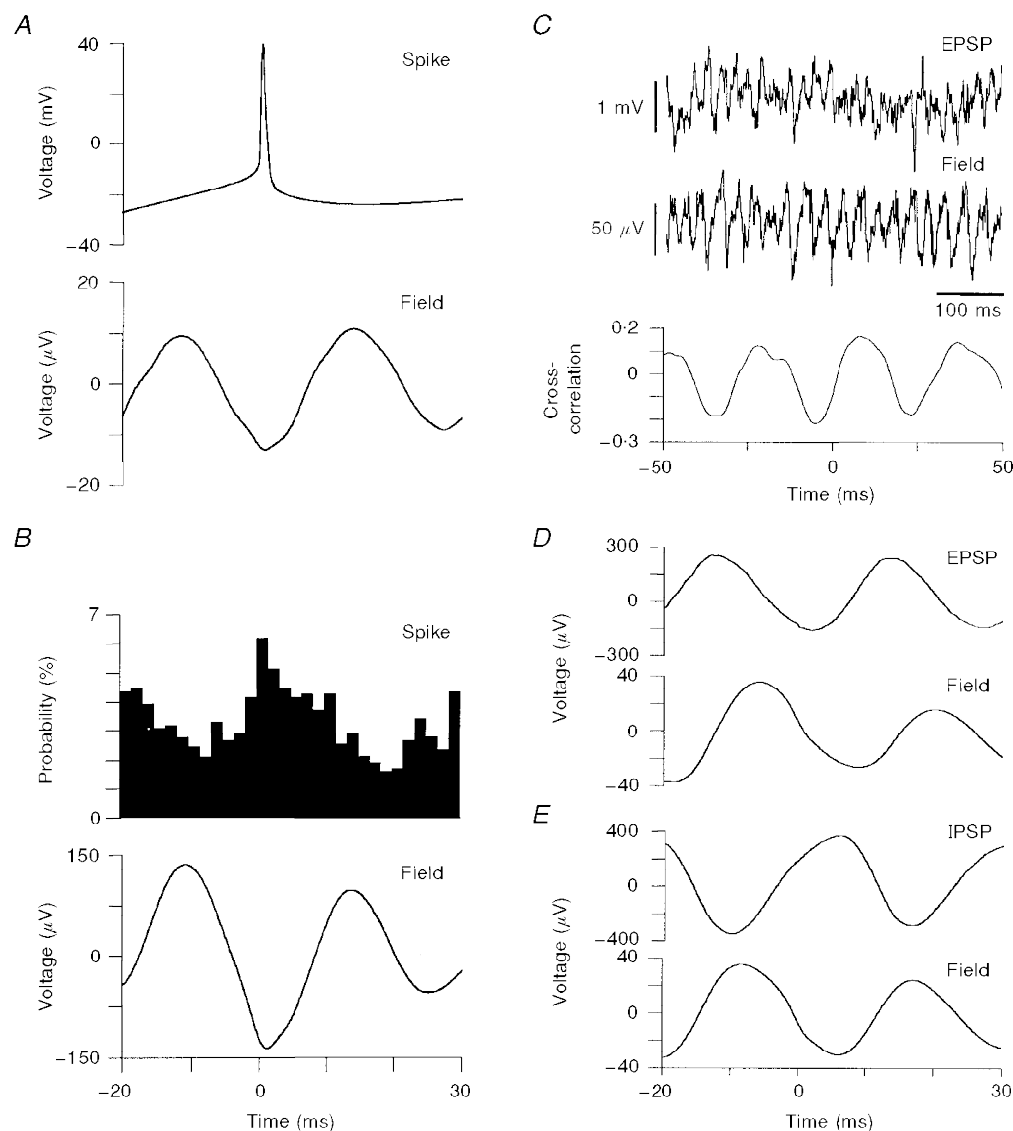 A
40
Spike
Voltage (mV)
0
−40
20
Field
Voltage (μV)
0
−20
B
7
Spike
Probability (%)
0
150
Field
Voltage (μV)
0
−150
−20
0
30
Time (ms)
C
EPSP
1 mV
Field
50 μV
100 ms
0·2
Cross-
correlation
0
−0·3
−50
0
50
Time (ms)
D
300
EPSP
0
−300
Voltage (μV)
40
Field
0
−40
E
400
IPSP
0
−400
Voltage (μV)
40
Field
0
−40
−20
0
30
Time (ms)